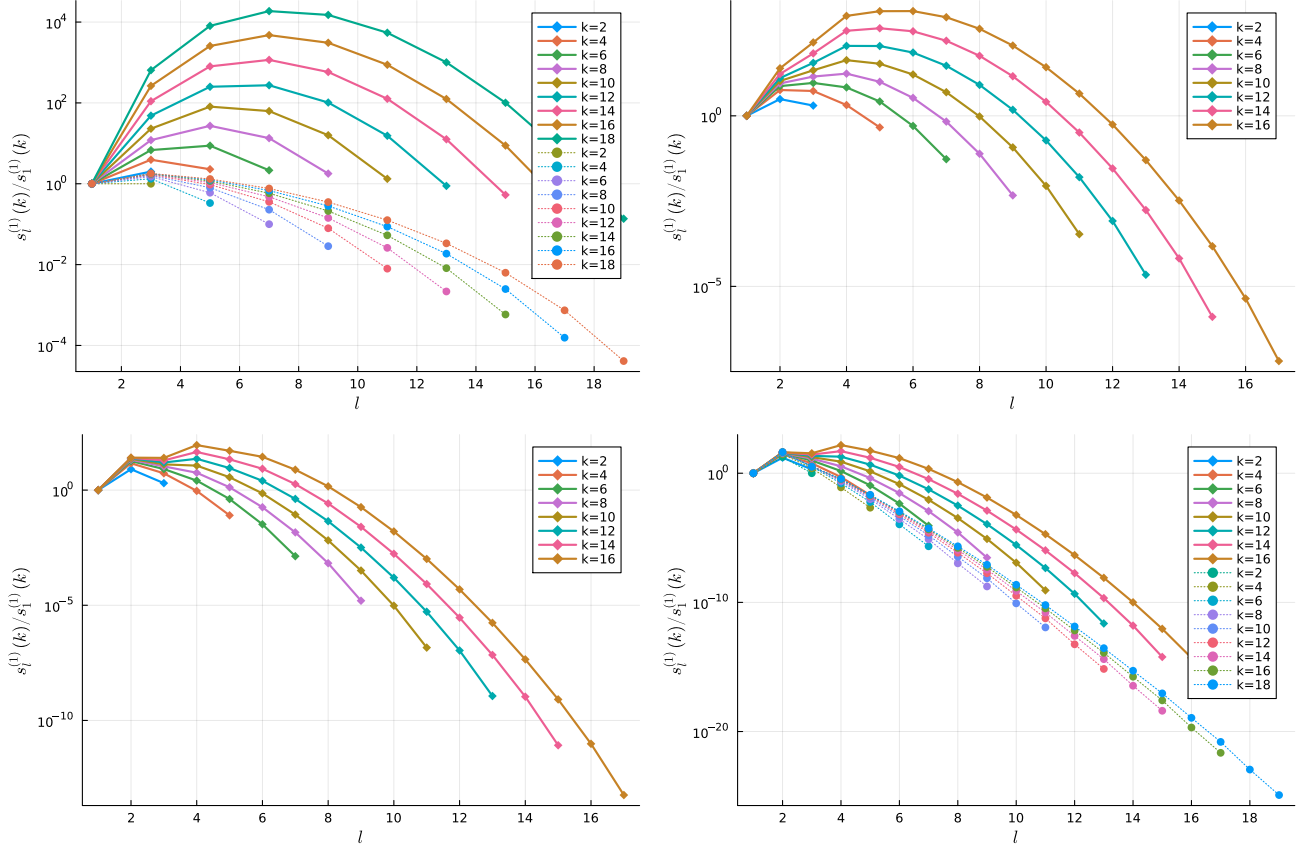 s_l^{(1)}(k)/s_1^{(1)}(k)
10^4
10^2
10^0
10^{-2}
10^{-4}
2 4 6 8 10 12 14 16 18
l
k=2
k=4
k=6
k=8
k=10
k=12
k=14
k=16
k=18
k=2
k=4
k=6
k=8
k=10
k=12
k=14
k=16
k=18
s_l^{(1)}(k)/s_1^{(1)}(k)
10^0
10^{-5}
2 4 6 8 10 12 14 16
l
k=2
k=4
k=6
k=8
k=10
k=12
k=14
k=16
s_l^{(1)}(k)/s_1^{(1)}(k)
10^0
10^{-5}
10^{-10}
2 4 6 8 10 12 14 16
l
k=2
k=4
k=6
k=8
k=10
k=12
k=14
k=16
s_l^{(1)}(k)/s_1^{(1)}(k)
10^0
10^{-10}
10^{-20}
2 4 6 8 10 12 14 16 18
l
k=2
k=4
k=6
k=8
k=10
k=12
k=14
k=16
k=2
k=4
k=6
k=8
k=10
k=12
k=14
k=16
k=18